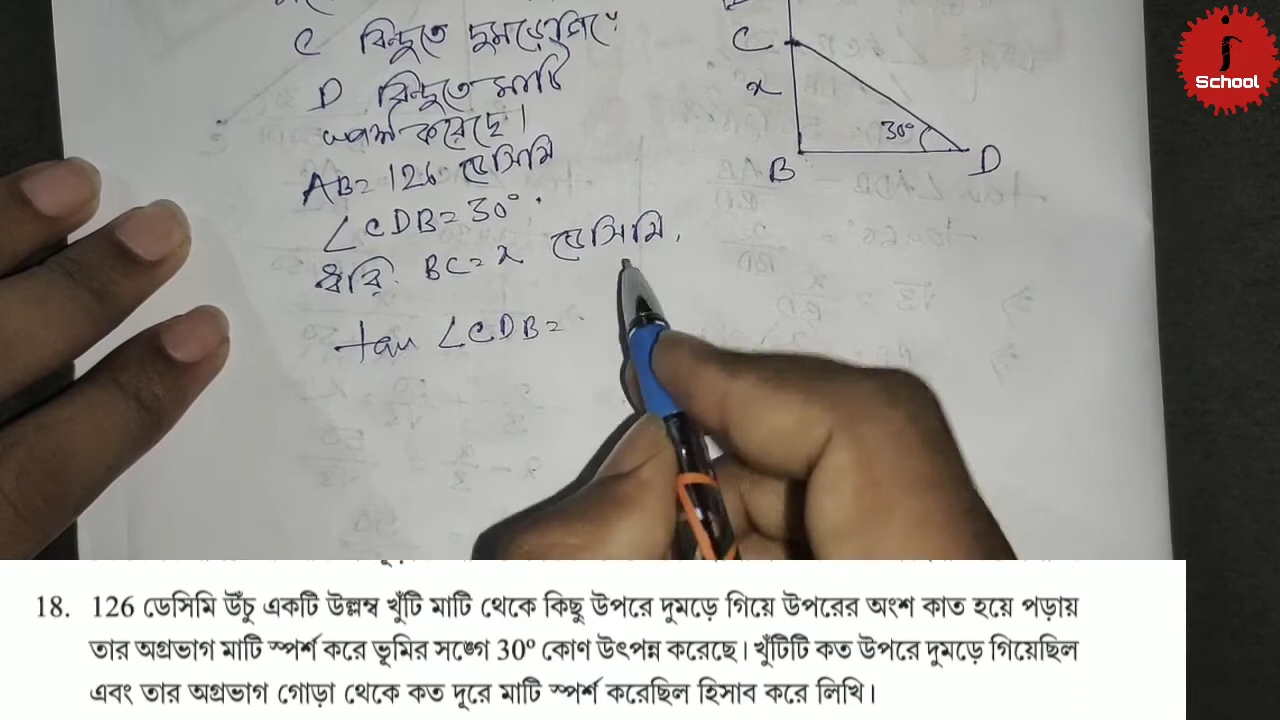 C বিন্দুতে দুমড়ে গিয়ে
D বিন্দুতে মাটি
স্পর্শ করেছে।
AB= 126 ডেসিমি
∠CDB=30°.
ধরি, BC= x ডেসিমি,
tan ∠CDB=
C
x
30°
B
D
School
18. 126 ডেসিমি উঁচু একটি উল্লম্ব খুঁটি মাটি থেকে কিছু উপরে দুমড়ে গিয়ে উপরের অংশ কাত হয়ে পড়ায়
তার অগ্রভাগ মাটি স্পর্শ করে ভূমির সঙ্গে 30° কোণ উৎপন্ন করেছে। খুঁটিটি কত উপরে দুমড়ে গিয়েছিল
এবং তার অগ্রভাগ গোড়া থেকে কত দূরে মাটি স্পর্শ করেছিল হিসাব করে লিখি।